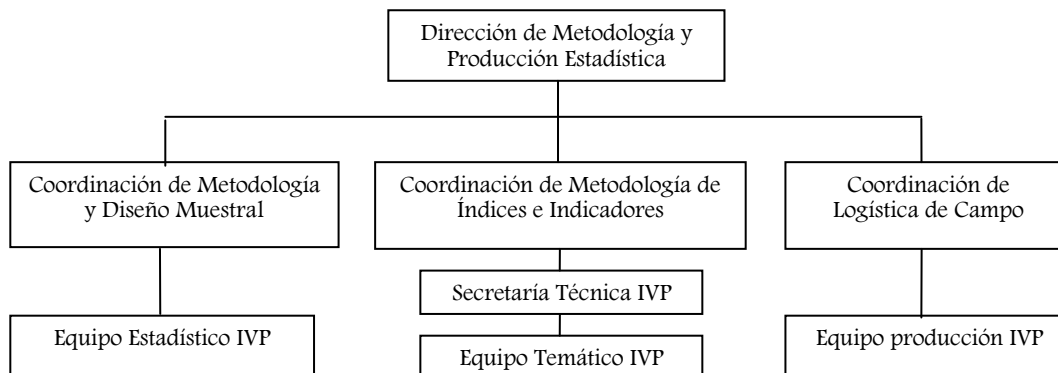 Dirección de Metodología y
Producción Estadística
Coordinación de Metodología
y Diseño Muestral
Coordinación de Metodología de
Índices e Indicadores
Coordinación de
Logística de Campo
Secretaría Técnica IVP
Equipo Estadístico IVP
Equipo Temático IVP
Equipo producción IVP